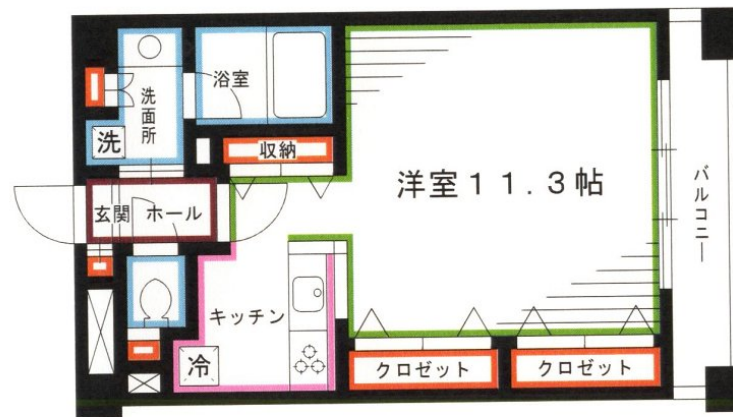 浴室
洗面所
洗
収納
洋室11.3帖
バルコニー
玄関
ホール
キッチン
冷
クロゼット
クロゼット